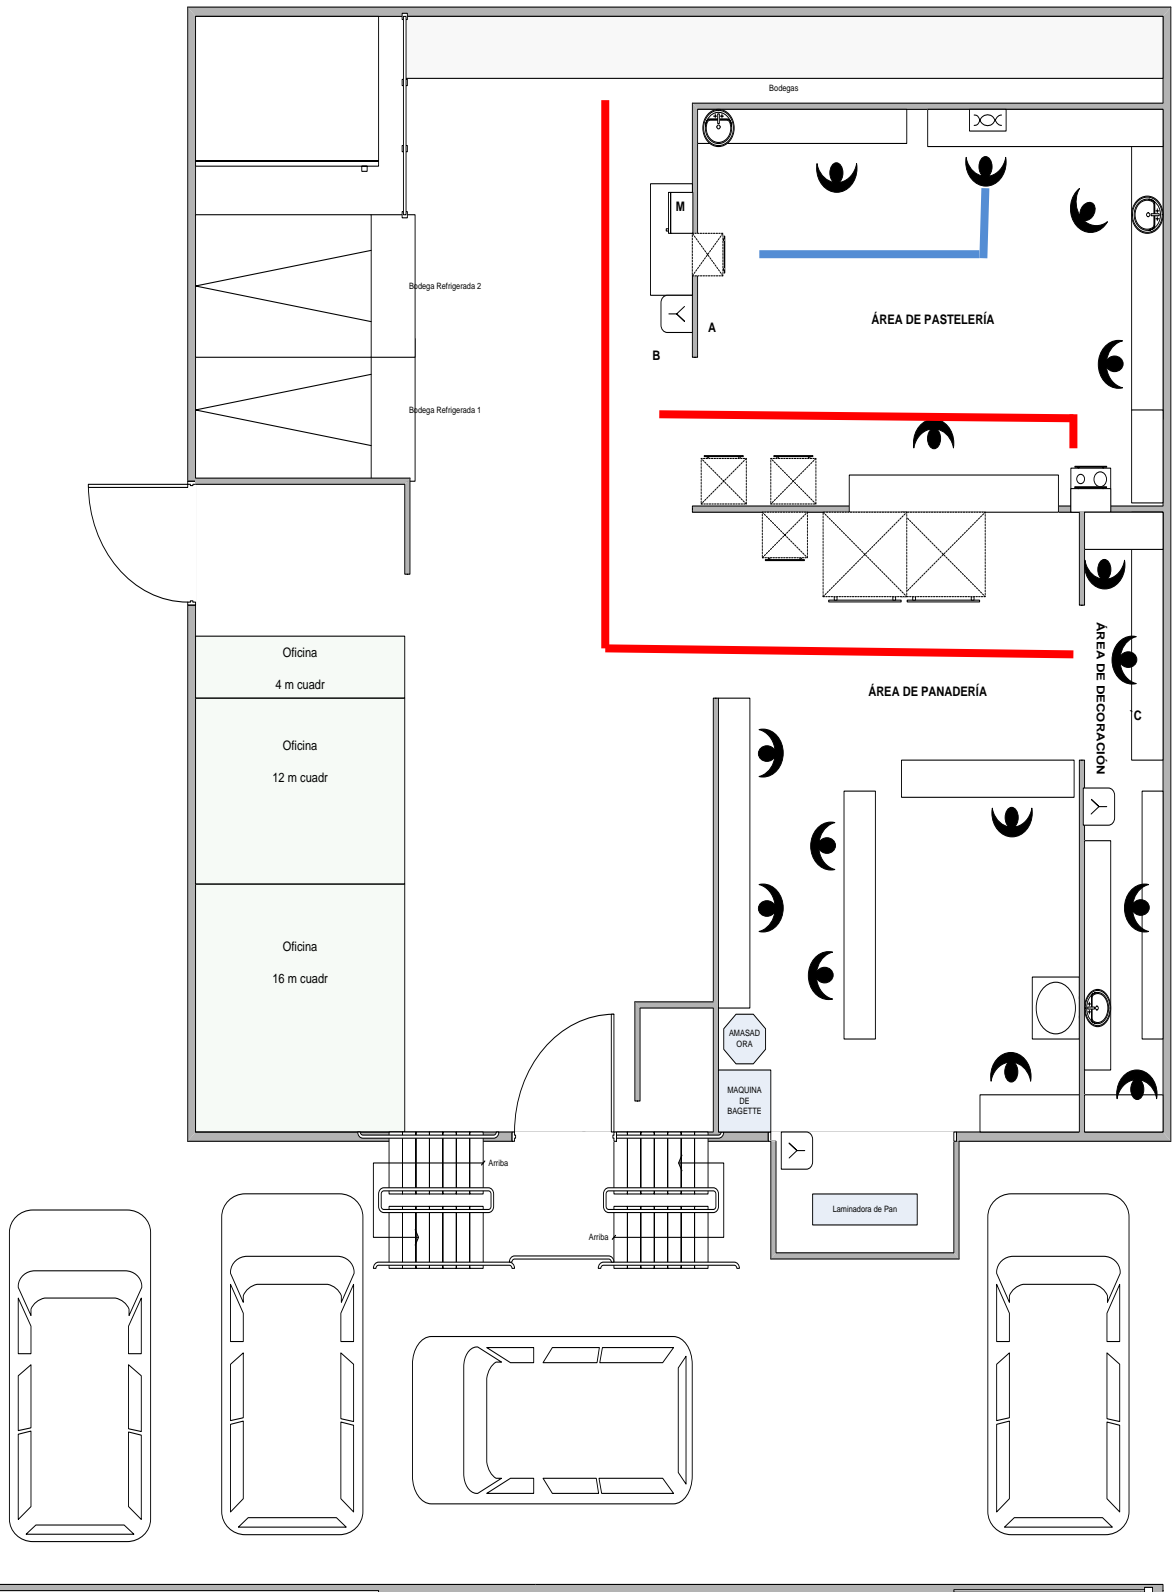 Bodegas
M
Bodega Refrigerada 2
ÁREA DE PASTELERÍA
A
B
Bodega Refrigerada 1
Oficina
4 m cuadr
ÁREA DE DECORACIÓN
ÁREA DE PANADERÍA
`C
Oficina
12 m cuadr
Oficina
16 m cuadr
AMASAD
ORA
MAQUINA
DE
BAGETTE
Arriba
Laminadora de Pan
Arriba